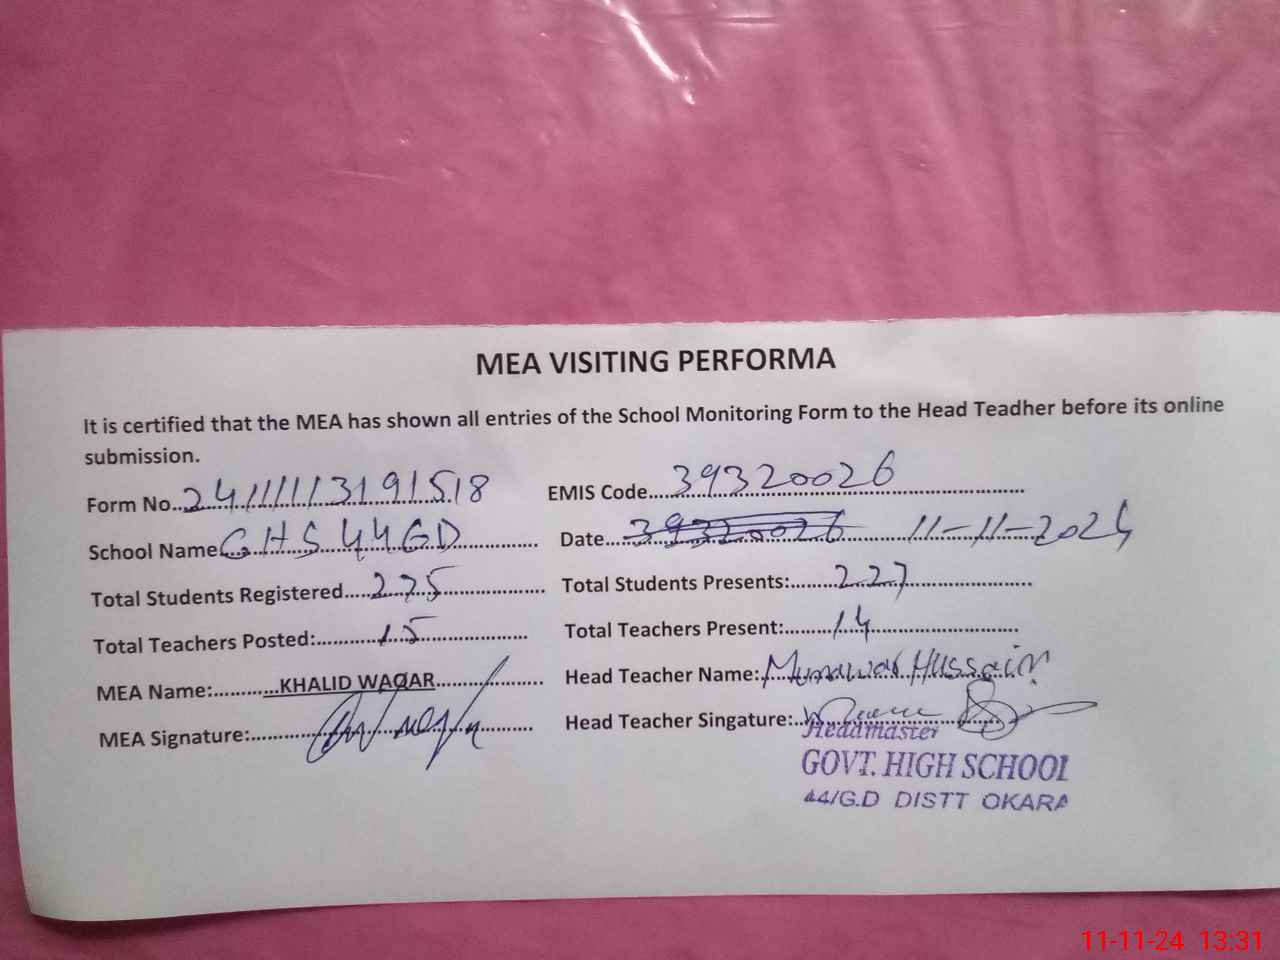 MEA VISITING PERFORMA
It is certified that the MEA has shown all entries of the School Monitoring Form to the Head Teadher before its online
submission.
Form No..241111113191518 EMIS Code....39320026
School Name GHS 44GD Date....39320026 11-11-2024
Total Students Registered.....275 Total Students Presents:.......227
Total Teachers Posted:............15 Total Teachers Present:........14
MEA Name:............KHALID WAQAR Head Teacher Name: Munawar Hussain
MEA Signature: Head Teacher Singature:
Headmaster
GOVT. HIGH SCHOOL
44/G.D DISTT OKARA
11-11-24 13:31